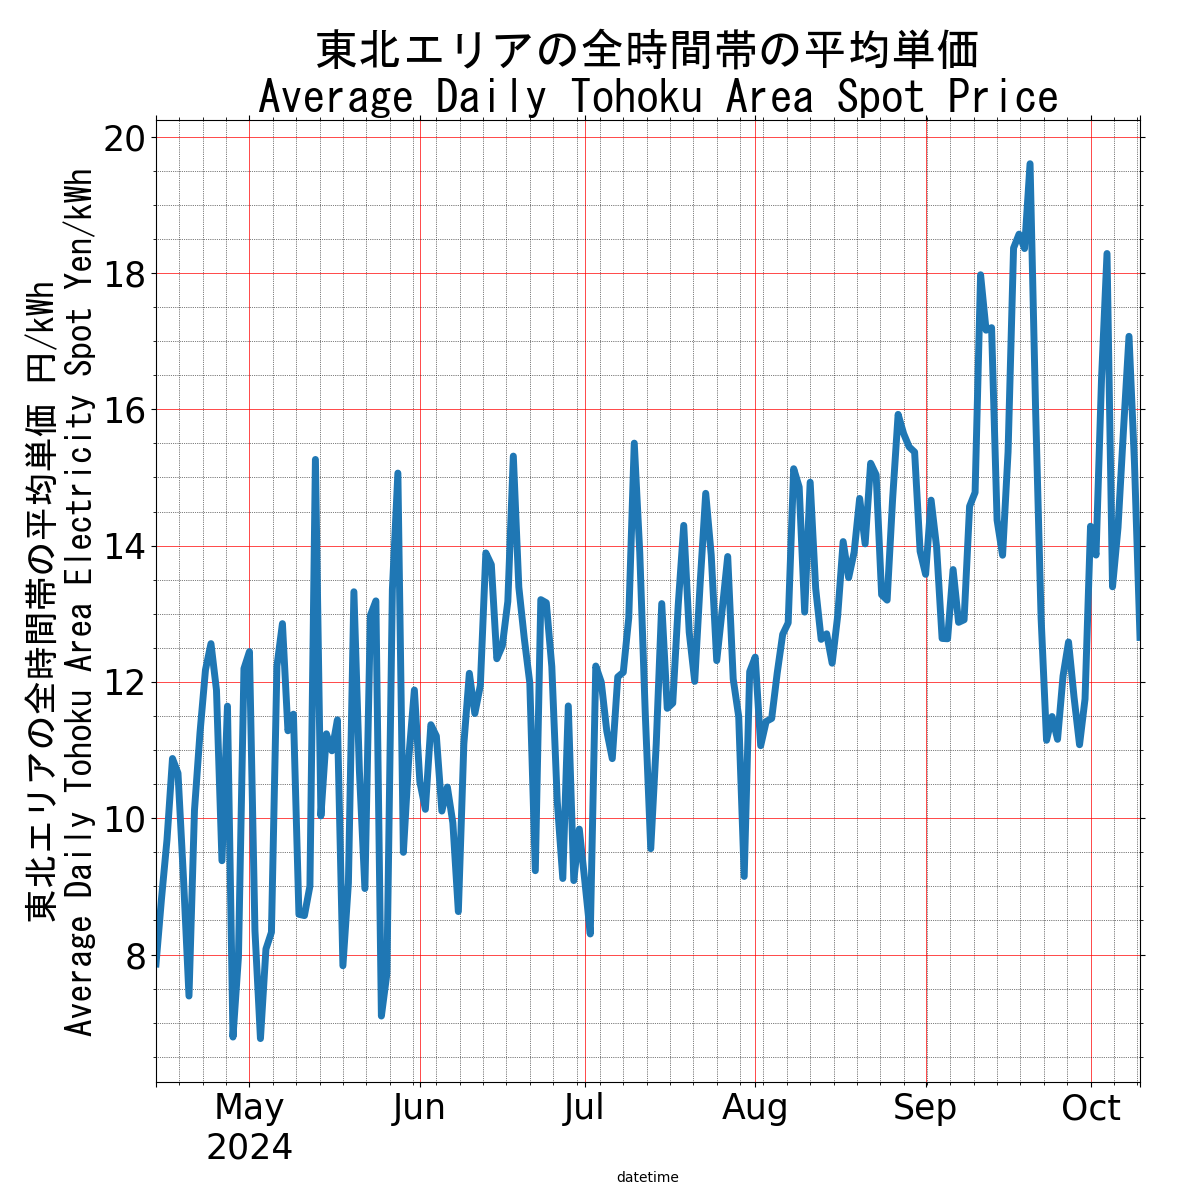 東北エリアの全時間帯の平均単価
Average Daily Tohoku Area Spot Price
東北エリアの全時間帯の平均単価 円/kWh
Average Daily Tohoku Area Electricity Spot Yen/kWh
20
18
16
14
12
10
8
May
2024
Jun
Jul
Aug
Sep
Oct
datetime